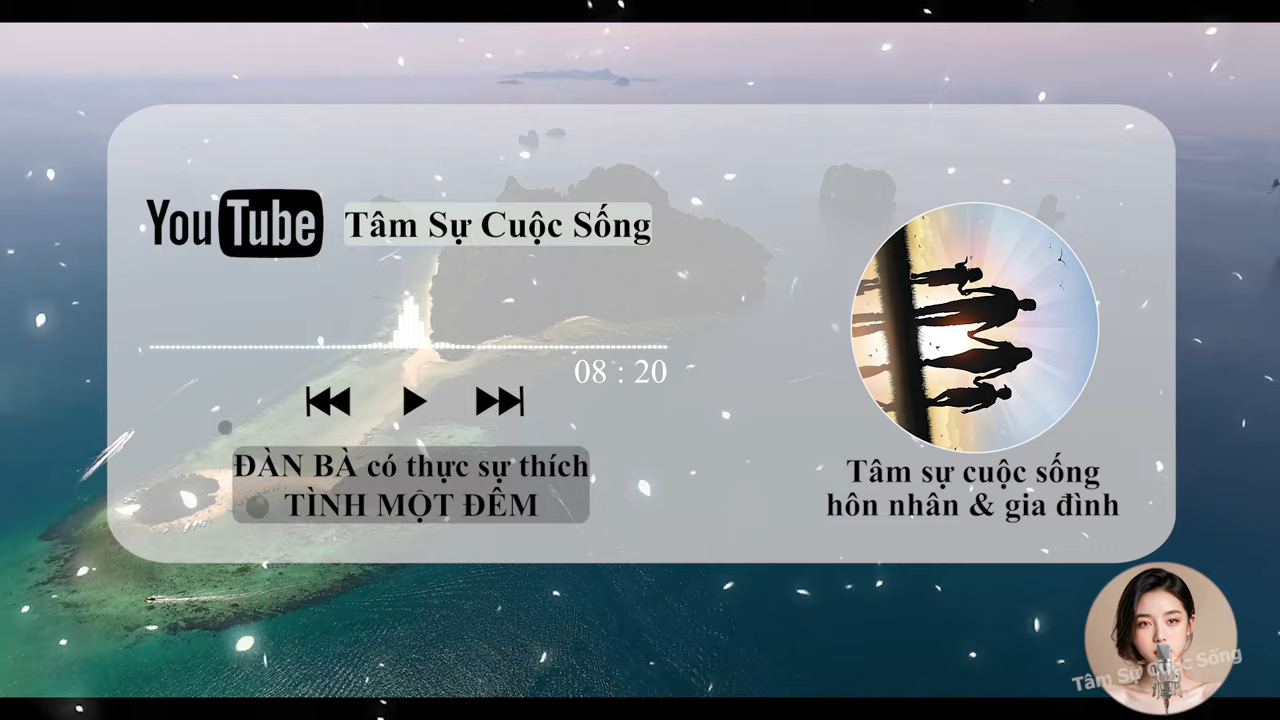 YouTube
Tâm Sự Cuộc Sống
08 : 20
ĐÀN BÀ có thực sự thích
TÌNH MỘT ĐÊM
Tâm sự cuộc sống
hôn nhân & gia đình
Tâm Sự Cuộc Sống